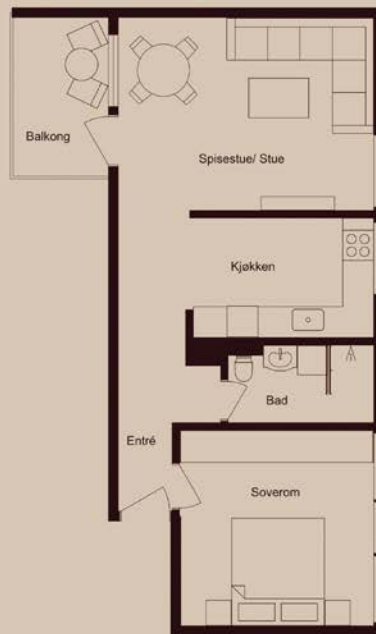 Balkong
Spisestue/ Stue
Kjøkken
Bad
Entré
Soverom